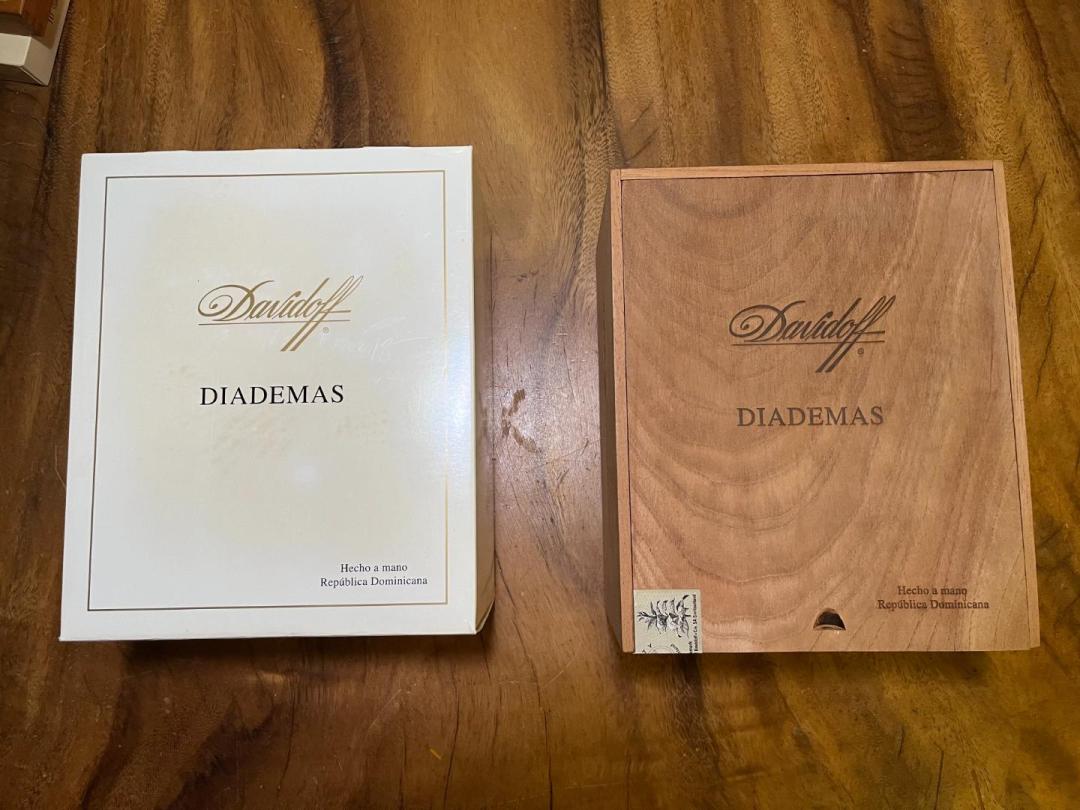 Davidoff
®
DIADEMAS
Hecho a mano
República Dominicana
Davidoff
®
DIADEMAS
Hecho a mano
República Dominicana